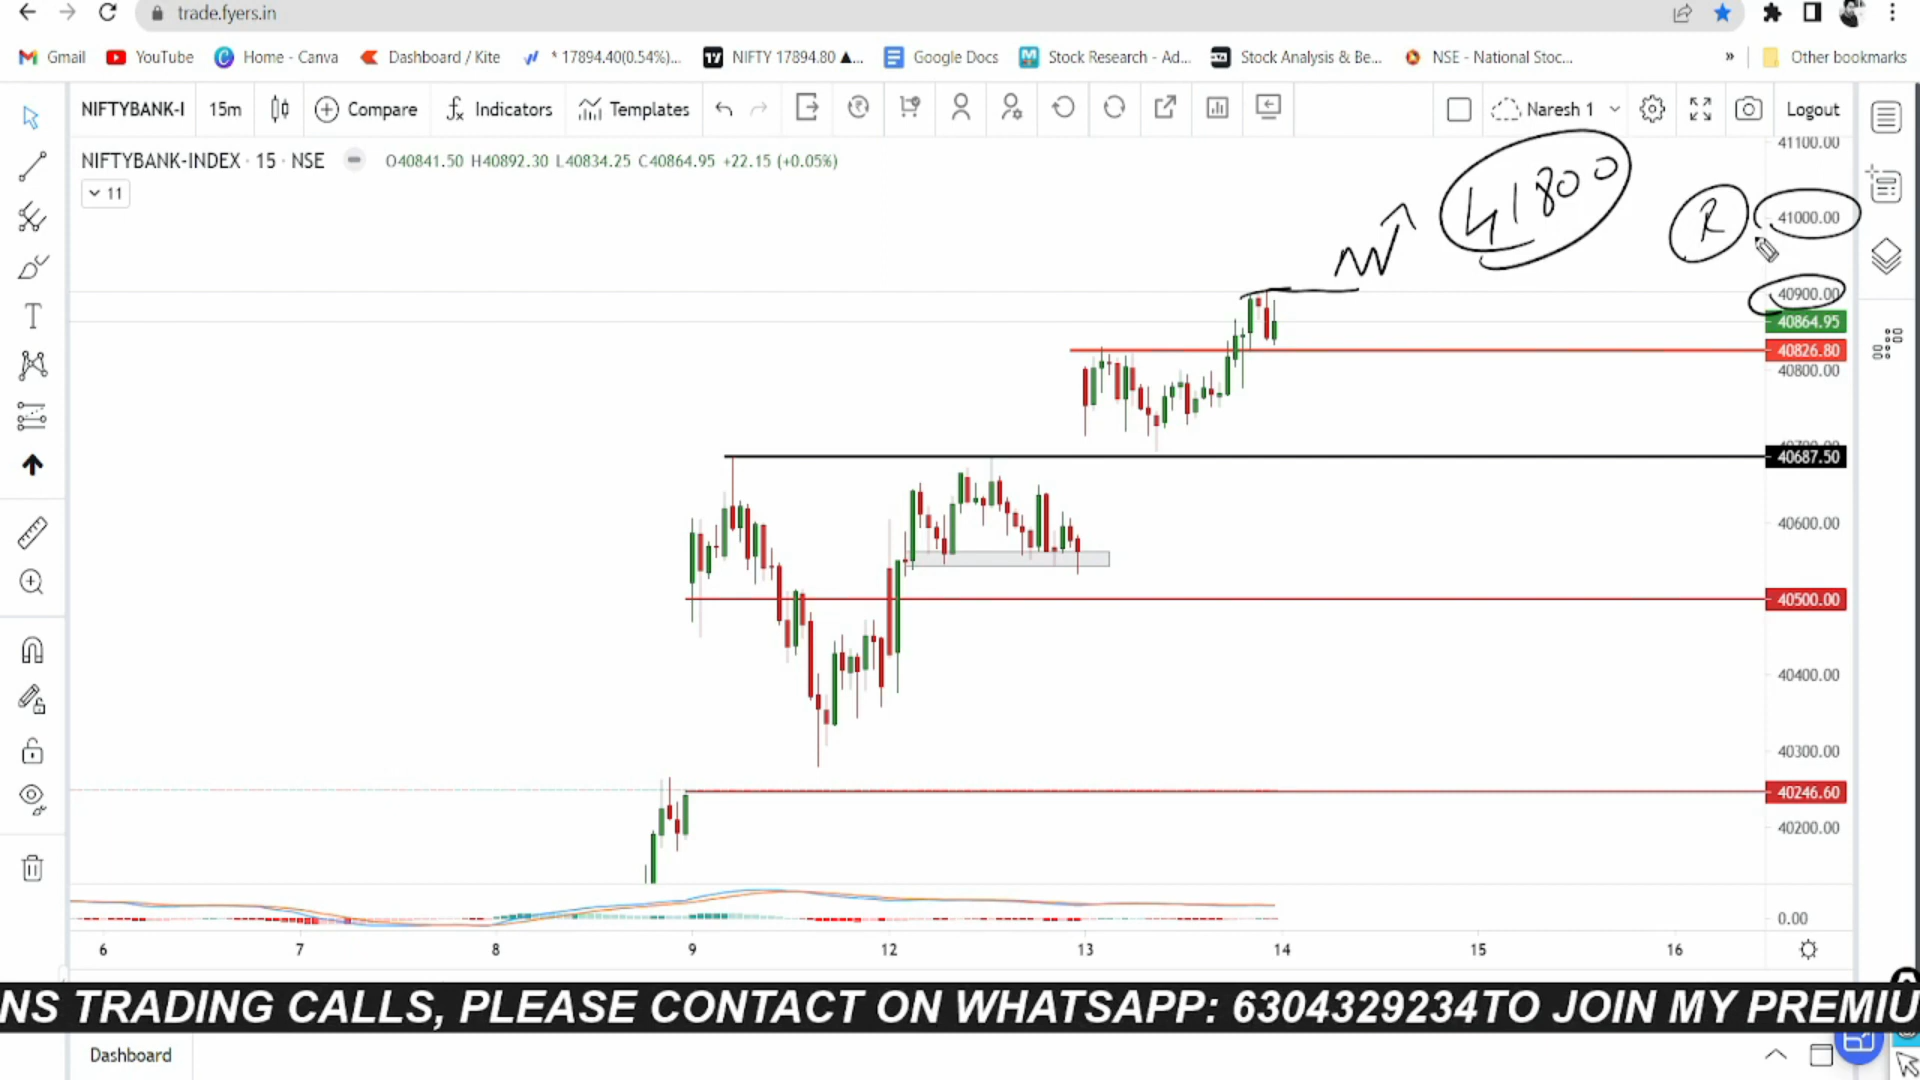 trade.fyers.in
Gmail YouTube Home - Canva Dashboard / Kite * 17894.40(0.54%)... NIFTY 17894.80 ▲... Google Docs Stock Research - Ad... Stock Analysis & Be... NSE - National Stoc... » Other bookmarks
NIFTYBANK-I 15m Compare Indicators Templates Naresh 1 Logout
NIFTYBANK-INDEX · 15 · NSE O40841.50 H40892.30 L40834.25 C40864.95 +22.15 (+0.05%)
11
41100.00
41800
R
41000.00
40900.00
40864.95
40826.80
40800.00
40687.50
40600.00
40500.00
40400.00
40300.00
40246.60
40200.00
0.00
6 7 8 9 12 13 14 15 16
NS TRADING CALLS, PLEASE CONTACT ON WHATSAPP: 6304329234TO JOIN MY PREMIU
Dashboard